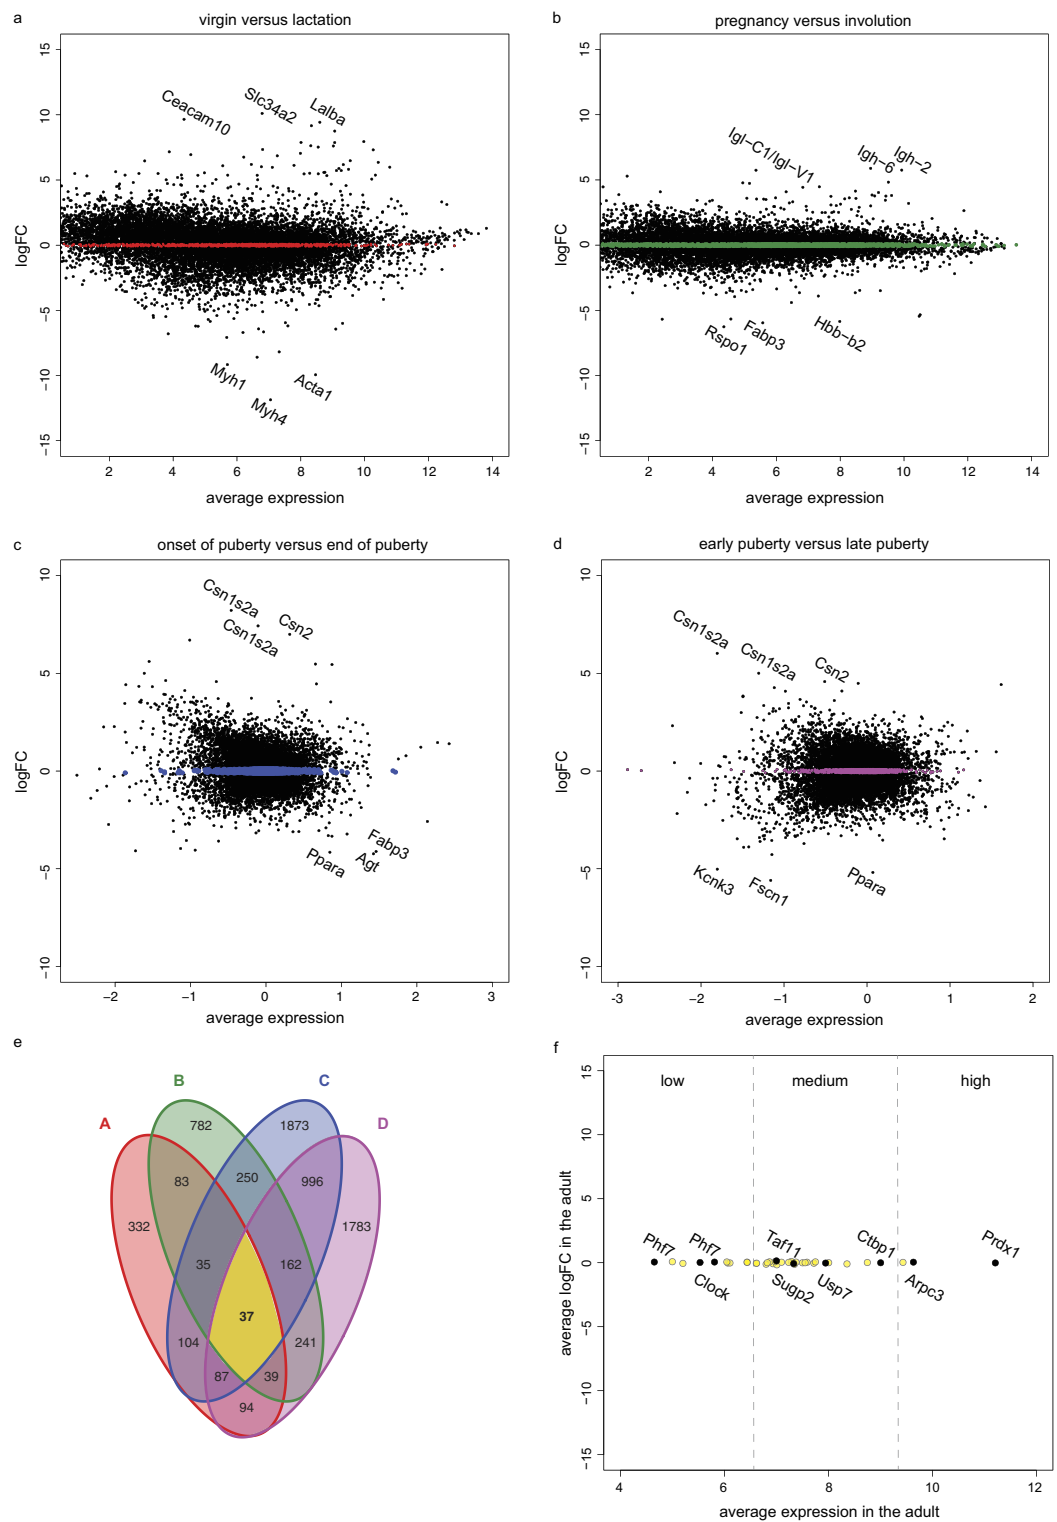 a
virgin versus lactation
15
10
5
0
−5
−10
−15
logFC
Ceacam10
Slc34a2
Lalba
Myh1
Myh4
Acta1
2 4 6 8 10 12 14
average expression
b
pregnancy versus involution
15
10
5
0
−5
−10
−15
logFC
Igl−C1/Igl−V1
Igh−6
Igh−2
Rspo1
Fabp3
Hbb−b2
2 4 6 8 10 12 14
average expression
c
onset of puberty versus end of puberty
10
5
0
−5
−10
logFC
Csn1s2a
Csn1s2a
Csn2
Ppara
Agt
Fabp3
−2 −1 0 1 2 3
average expression
d
early puberty versus late puberty
10
5
0
−5
−10
logFC
Csn1s2a
Csn1s2a
Csn2
Kcnk3
Fscn1
Ppara
−3 −2 −1 0 1 2
average expression
e
B C
A D
782 1873
83 250 996
332 1783
35 162
37
104 241
87 39
94
f
low medium high
15
10
5
0
−5
−10
−15
average logFC in the adult
Phf7 Phf7 Taf11 Ctbp1 Prdx1
Clock Sugp2 Usp7 Arpc3
4 6 8 10 12
average expression in the adult